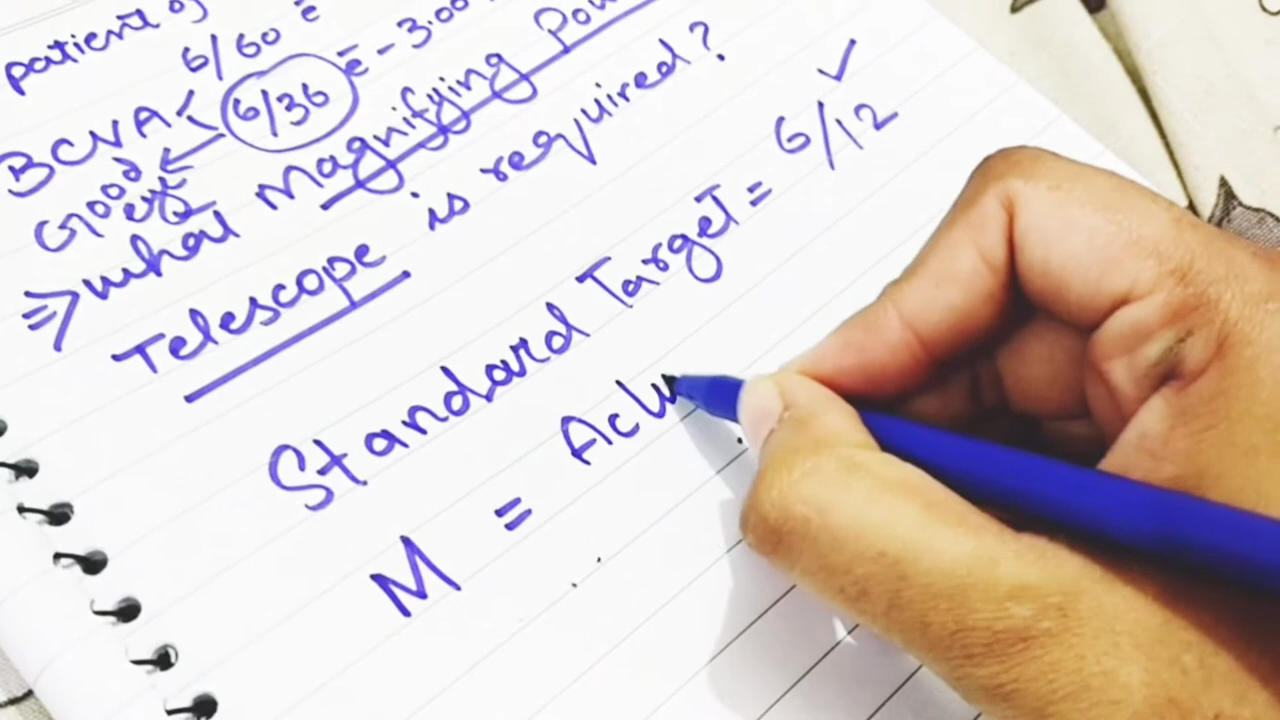 patient of
6/60 c̄
BCVA < 6/36 c̄ -3.00
Good eye
⇒ what Magnifying Pow
Telescope is required?
Standard Target = 6/12 ✓
M = Actu